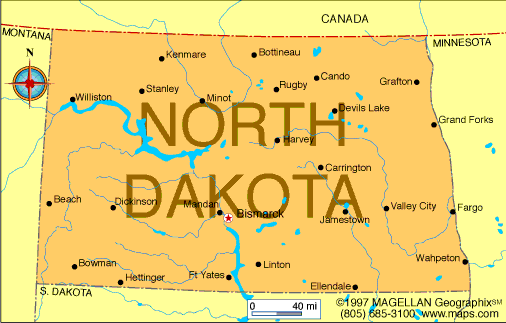 CANADA
MONTANA
MINNESOTA
N
Kenmare
Bottineau
Williston
Stanley
Minot
Rugby
Cando
Grafton
NORTH
Devils Lake
Grand Forks
Harvey
Carrington
DAKOTA
Beach
Dickinson
Mandan
Bismarck
Jamestown
Valley City
Fargo
Bowman
Hettinger
Ft Yates
Linton
Ellendale
Wahpeton
S. DAKOTA
0 40 mi
©1997 MAGELLAN Geographix℠
(805) 685-3100 www.maps.com